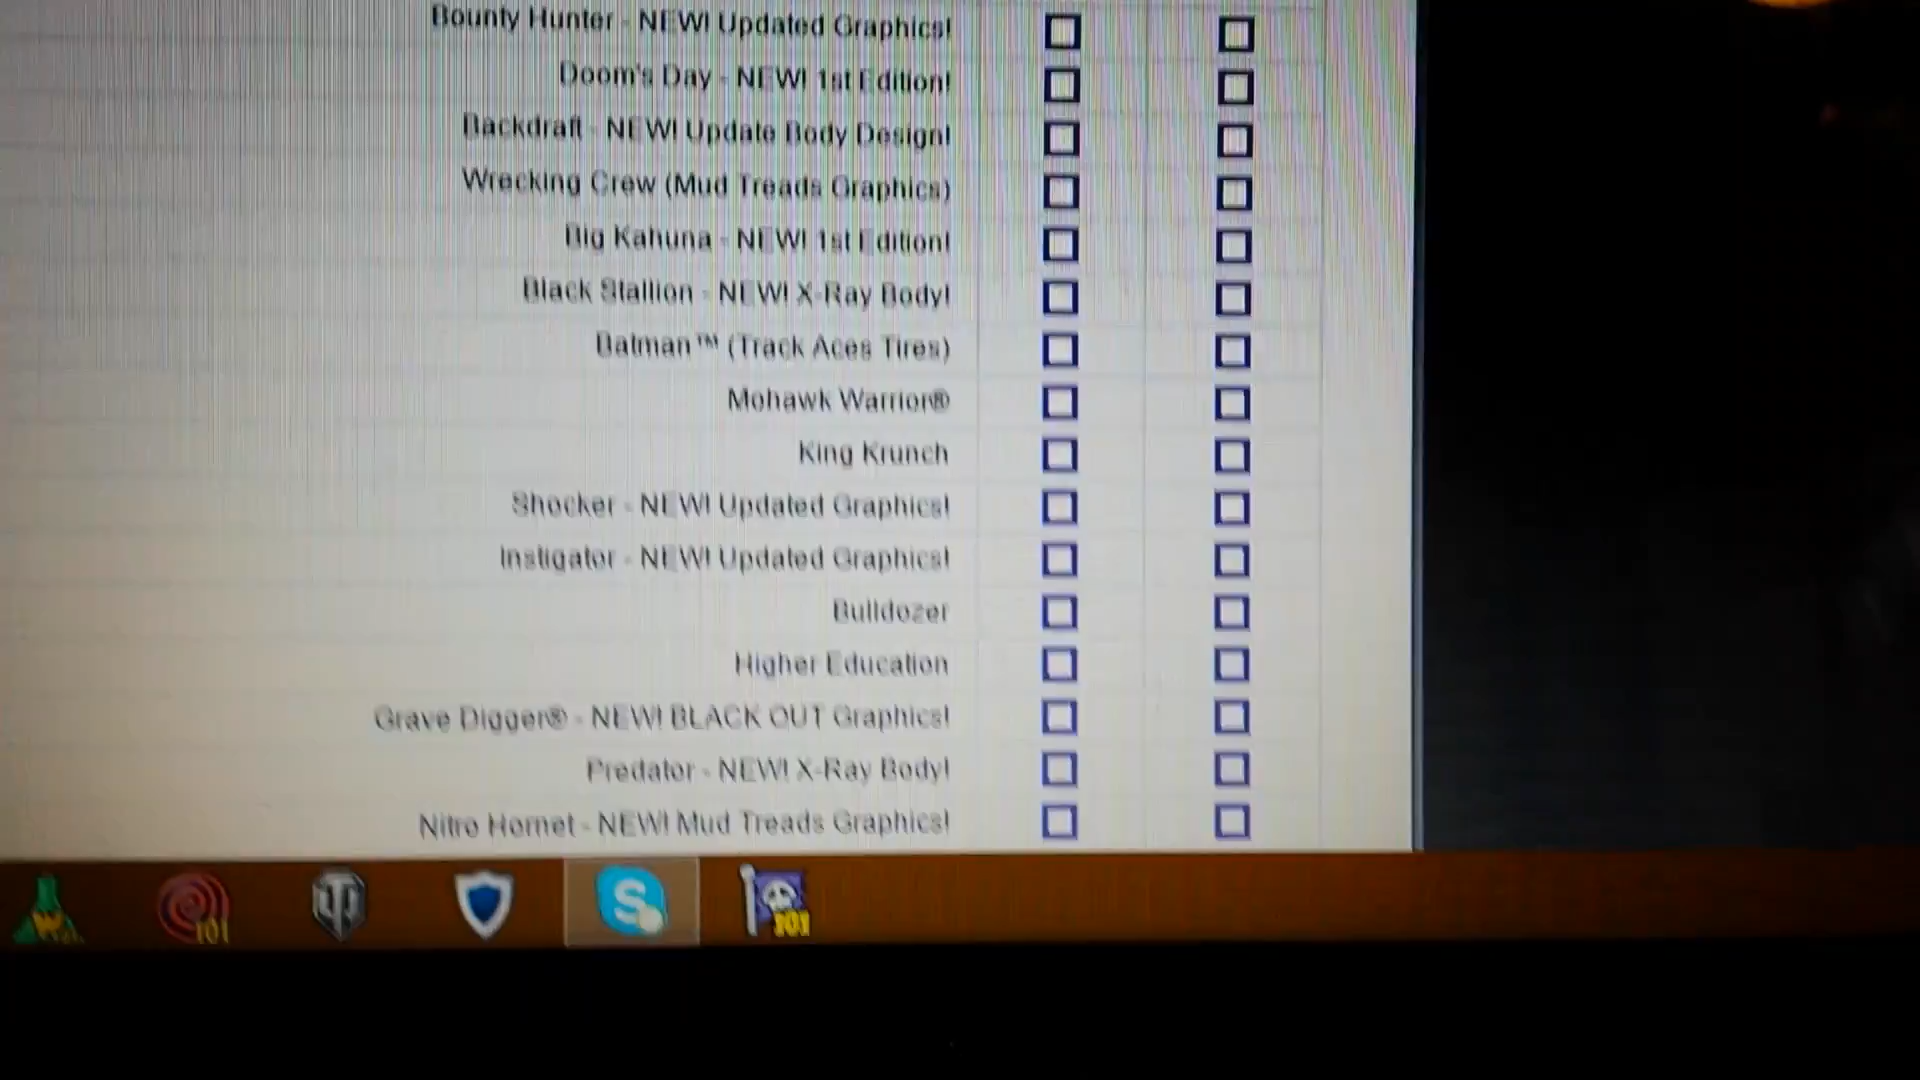 Bounty Hunter - NEW! Updated Graphics!
Doom's Day - NEW! 1st Edition!
Backdraft - NEW! Update Body Design!
Wrecking Crew (Mud Treads Graphics)
Big Kahuna - NEW! 1st Edition!
Black Stallion - NEW! X-Ray Body!
Batman™ (Track Aces Tires)
Mohawk Warrior®
King Krunch
Shocker - NEW! Updated Graphics!
Instigator - NEW! Updated Graphics!
Bulldozer
Higher Education
Grave Digger® - NEW! BLACK OUT Graphics!
Predator - NEW! X-Ray Body!
Nitro Hornet - NEW! Mud Treads Graphics!
101
S
101